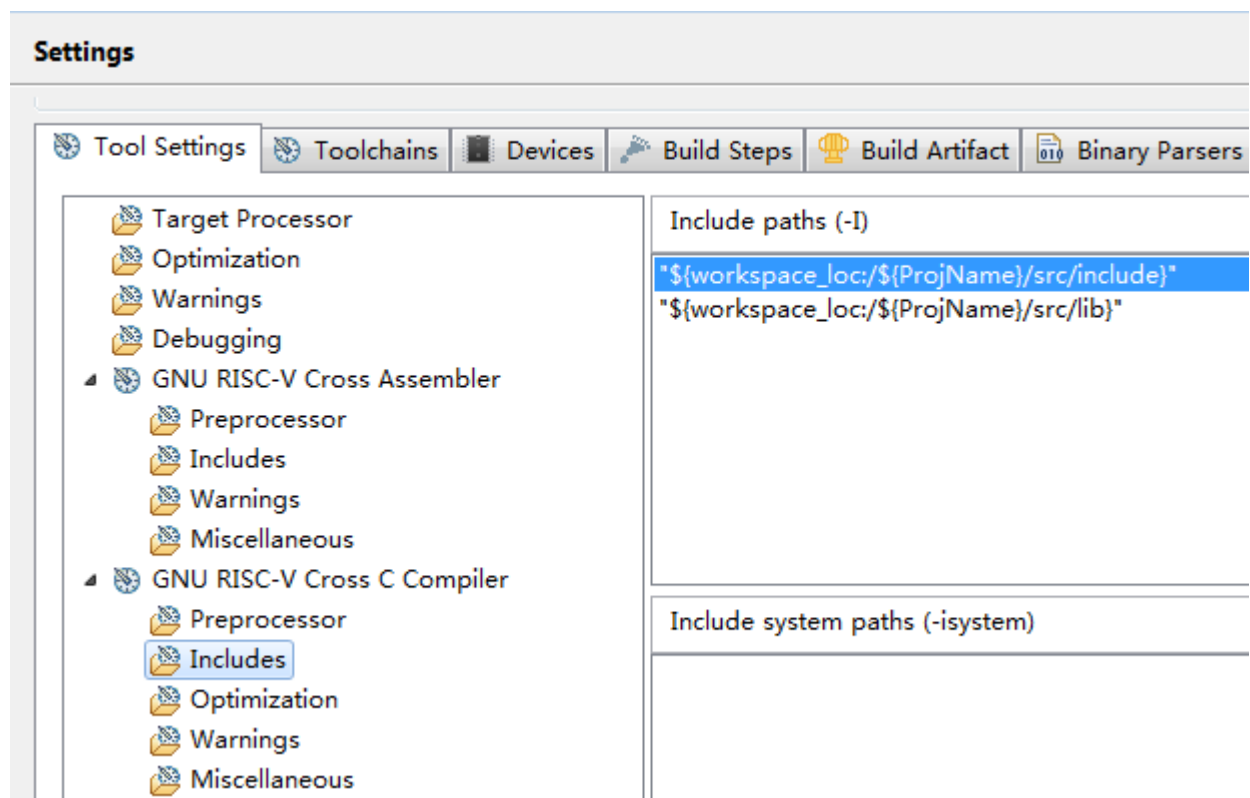 Settings
Tool Settings
Toolchains
Devices
Build Steps
Build Artifact
Binary Parsers
Target Processor
Optimization
Warnings
Debugging
GNU RISC-V Cross Assembler
Preprocessor
Includes
Warnings
Miscellaneous
GNU RISC-V Cross C Compiler
Preprocessor
Includes
Optimization
Warnings
Miscellaneous
Include paths (-I)
"${workspace_loc:/${ProjName}/src/include}"
"${workspace_loc:/${ProjName}/src/lib}"
Include system paths (-isystem)